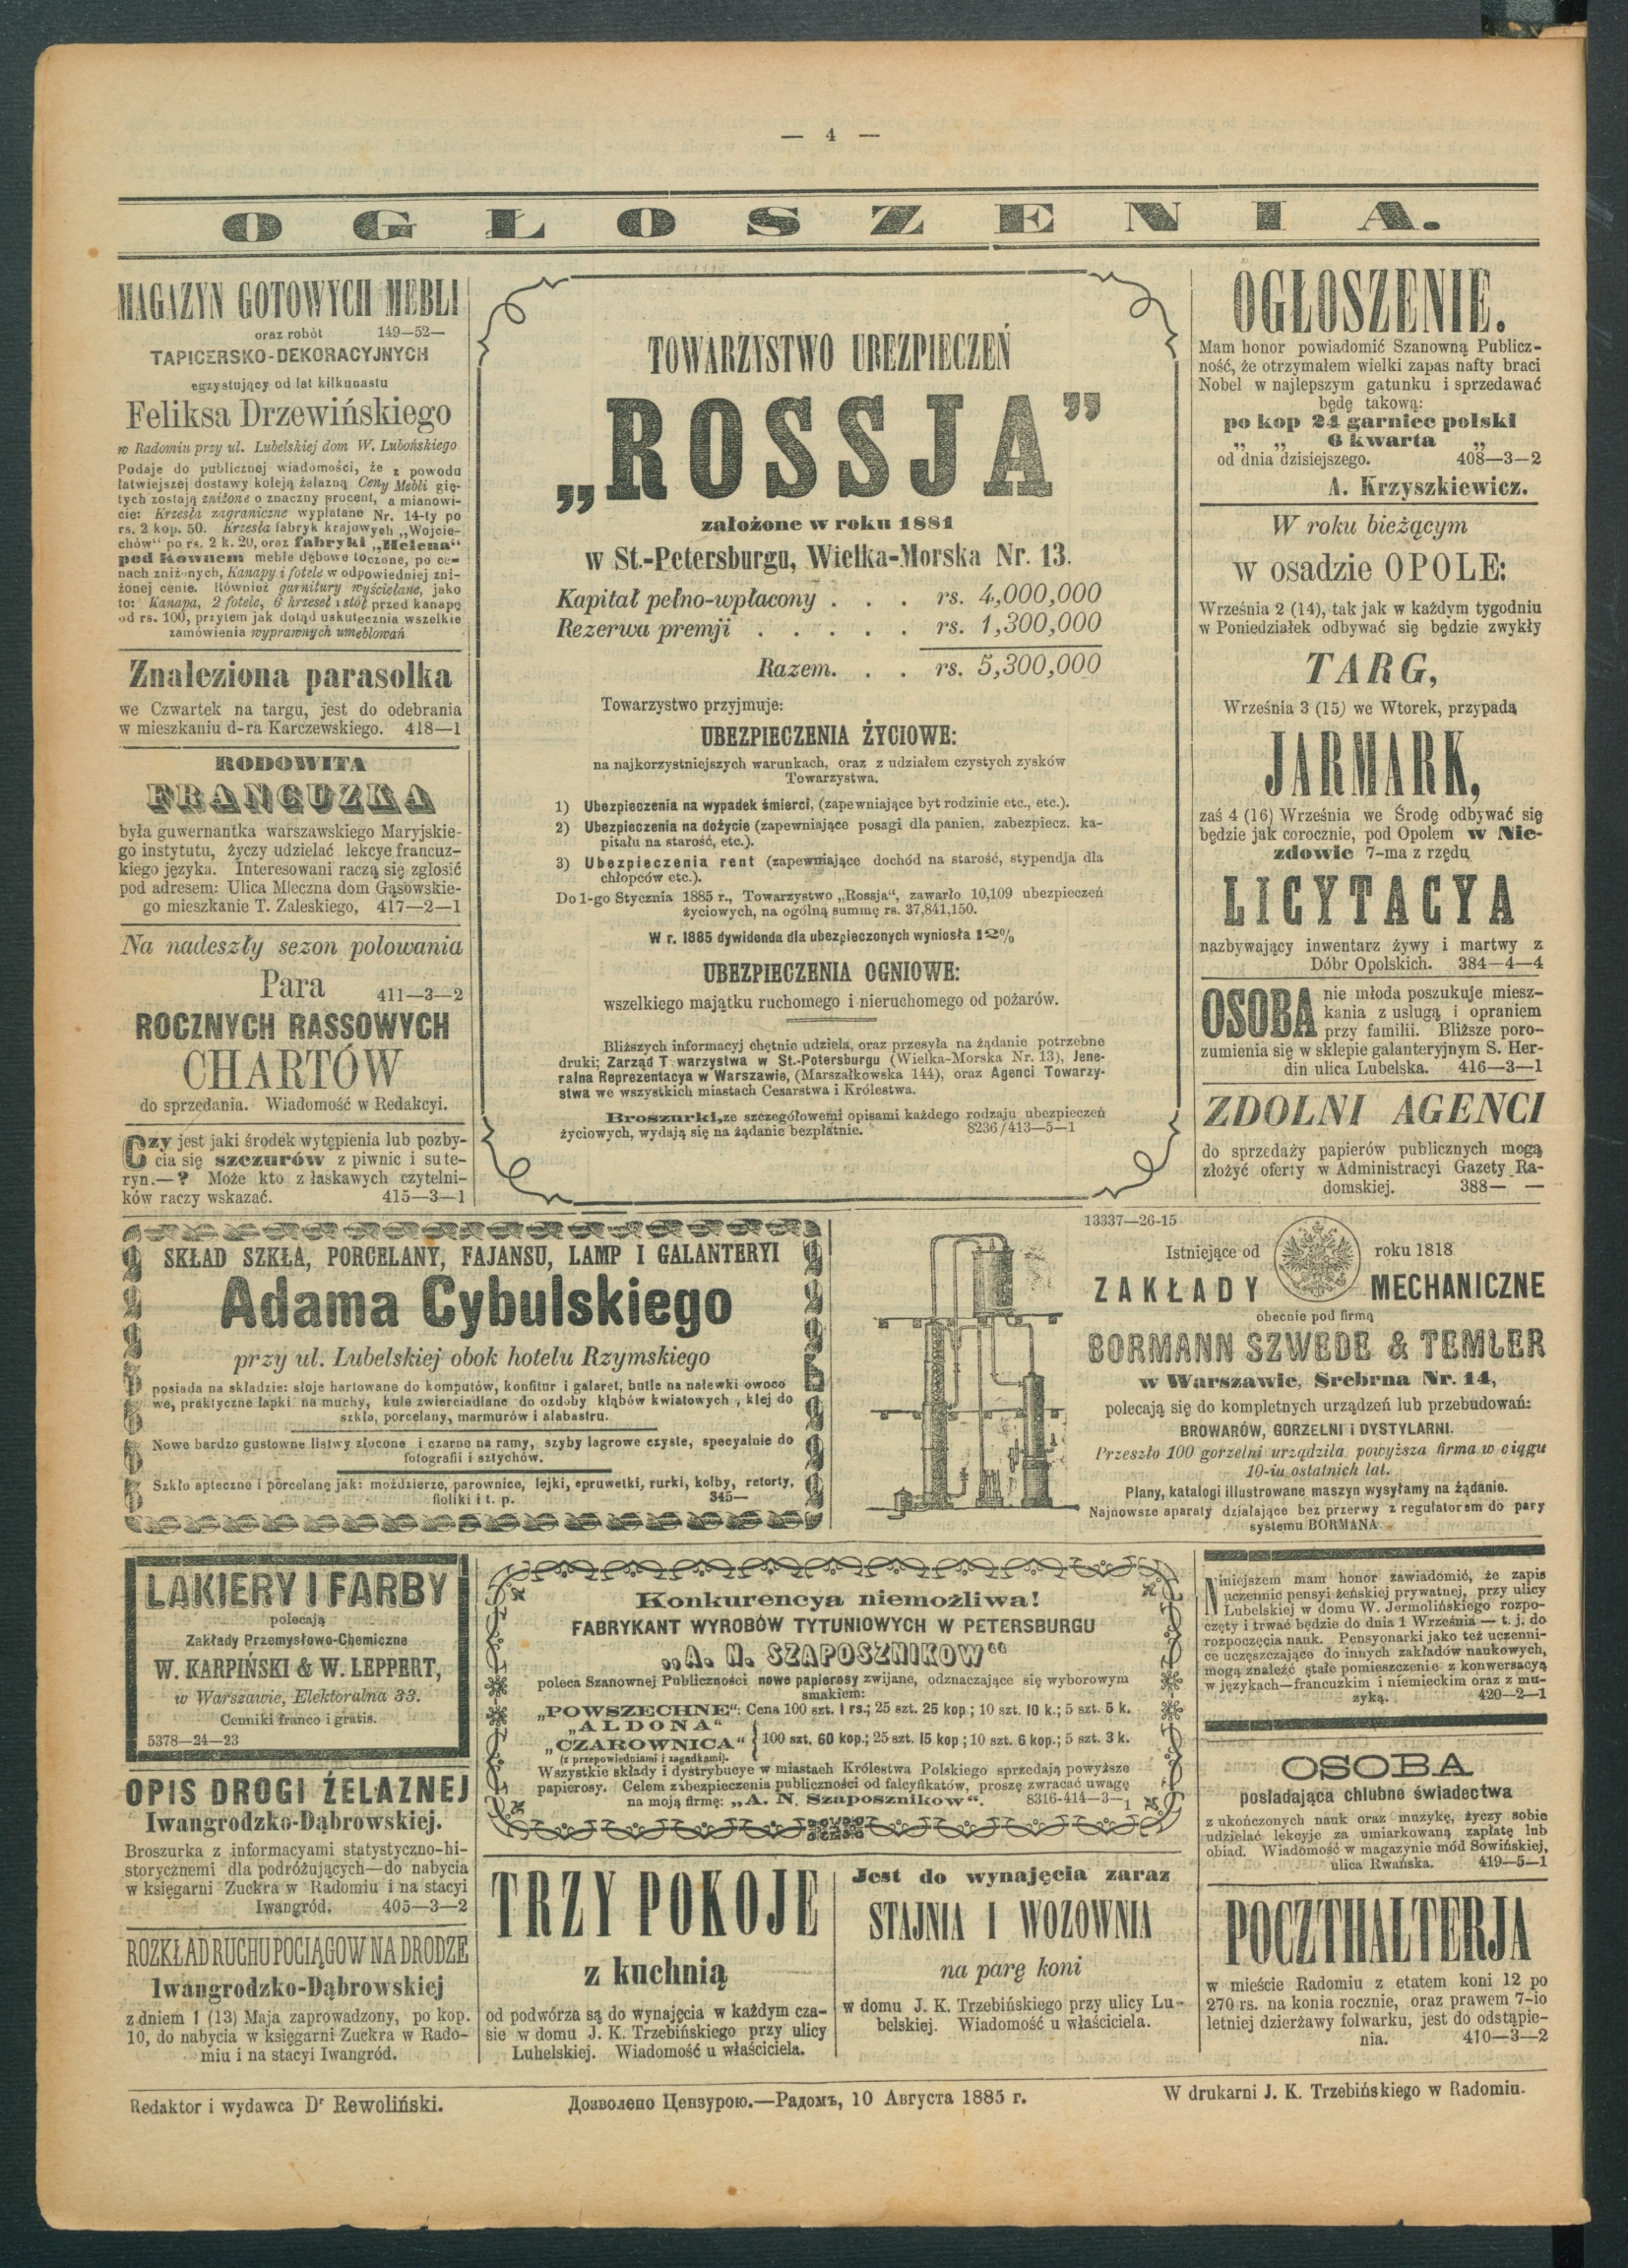 — 4 —
OGŁOSZENIA.
MAGAZYN GOTOWYCH MEBLI
oraz robót 149—52—
TAPICERSKO-DEKORACYJNYCH
egzystujący od lat kilkunastu
Feliksa Drzewińskiego
w Radomiu przy ul. Lubelskiej dom W. Lubońskiego
Podaje do publicznej wiadomości, że z powodu
łatwiejszej dostawy koleją żelazną Ceny Mebli gię-
tych zostają zniżone o znaczny procent, a mianowi-
cie: Krzesła zagraniczne wyplatane Nr. 14-ty po
rs. 2 kop. 50. Krzesła fabryk krajowych „Wojcie-
chów“ po rs. 2 k. 20, oraz fabryki „Helena“
pod Kownem meble dębowe toczone, po ce-
nach zniżonych, Kanapy i fotele w odpowiedniej zni-
żonej cenie. Również garnitury wyściełane, jako
to: Kanapa, 2 fotele, 6 krzeseł i stół przed kanapę
od rs. 100, przytem jak dotąd uskutecznia wszelkie
zamówienia wyprawnych umeblowań
Znaleziona parasolka
we Czwartek na targu, jest do odebrania
w mieszkaniu d-ra Karczewskiego. 418—1
RODOWITA
FRANCUZKA
była guwernantka warszawskiego Maryjskie-
go instytutu, życzy udzielać lekcye francuz-
kiego języka. Interesowani raczą się zgłosić
pod adresem: Ulica Mleczna dom Gąsowskie-
go mieszkanie T. Zaleskiego, 417—2—1
Na nadeszły sezon polowania
Para 411—3—2
ROCZNYCH RASSOWYCH
CHARTÓW
do sprzedania. Wiadomość w Redakcyi.
Czy jest jaki środek wytępienia lub pozby-
cia się szczurów z piwnic i sute-
ryn.—? Może kto z łaskawych czytelni-
ków raczy wskazać. 415—3—1
TOWARZYSTWO UBEZPIECZEŃ
„ROSSJA”
założone w roku 1881
w St.-Petersburgu, Wielka-Morska Nr. 13.
Kapitał pełno-wpłacony . . . rs. 4,000,000
Rezerwa premji . . . . . rs. 1,300,000
Razem. . . rs. 5,300,000
Towarzystwo przyjmuje:
UBEZPIECZENIA ŻYCIOWE:
na najkorzystniejszych warunkach, oraz z udziałem czystych zysków
Towarzystwa.
1) Ubezpieczenia na wypadek śmierci, (zapewniające byt rodzinie etc., etc.).
2) Ubezpieczenia na dożycie (zapewniające posagi dla panien, zabezpiecz. ka-
pitału na starość, etc.).
3) Ubezpieczenia rent (zapewniające dochód na starość, stypendja dla
chłopców etc.).
Do 1-go Stycznia 1885 r., Towarzystwo „Rossja“, zawarło 10,109 ubezpieczeń
życiowych, na ogólną summę rs. 37,841,150.
W r. 1885 dywidenda dla ubezpieczonych wyniosła 12%
UBEZPIECZENIA OGNIOWE:
wszelkiego majątku ruchomego i nieruchomego od pożarów.
Bliższych informacyj chętnie udziela, oraz przesyła na żądanie potrzebne
druki; Zarząd T warzystwa w St.-Potersburgu (Wielka-Morska Nr. 13), Jene-
ralna Reprezentacya w Warszawie, (Marszałkowska 144), oraz Agenci Towarzy-
stwa we wszystkich miastach Cesarstwa i Królestwa.
Broszurki, ze szczegółowemi opisami każdego rodzaju ubezpieczeń
życiowych, wydają się na żądanie bezpłatnie. 8236/413—5—1
OGŁOSZENIE.
Mam honor powiadomić Szanowną Publicz-
ność, że otrzymałem wielki zapas nafty braci
Nobel w najlepszym gatunku i sprzedawać
będę takową:
po kop 24 garniec polski
„ „ 6 kwarta „
od dnia dzisiejszego. 408—3—2
A. Krzyszkiewicz.
W roku bieżącym
w osadzie OPOLE:
Września 2 (14), tak jak w każdym tygodniu
w Poniedziałek odbywać się będzie zwykły
TARG,
Września 3 (15) we Wtorek, przypada
JARMARK,
zaś 4 (16) Września we Środę odbywać się
będzie jak corocznie, pod Opolem w Nie-
zdowie 7-ma z rzędu
LICYTACYA
nazbywający inwentarz żywy i martwy z
Dóbr Opolskich. 384—4—4
OSOBA nie młoda poszukuje miesz-
kania z usługą i opraniem
przy familii. Bliższe poro-
zumienia się w sklepie galanteryjnym S. Her-
din ulica Lubelska. 416—3—1
ZDOLNI AGENCI
do sprzedaży papierów publicznych mogą
złożyć oferty w Administracyi Gazety Ra-
domskiej. 388— —
SKŁAD SZKŁA, PORCELANY, FAJANSU, LAMP I GALANTERYI
Adama Cybulskiego
przy ul. Lubelskiej obok hotelu Rzymskiego
posiada na składzie: słoje hartowane do komputów, konfitur i galaret, butle na nalewki owoco
we, praktyczne łapki na muchy, kule zwierciadlane do ozdoby kląbów kwiatowych, klej do
szkła, porcelany, marmurów i alabastru.
Nowe bardzo gustowne listwy złocone i czarne na ramy, szyby lagrowe czyste, specyalnie do
fotografii i sztychów.
Szkło apteczne i porcelanę jak: moździerze, parownice, lejki, epruwetki, rurki, kolby, retorty,
fiolki i t. p. 345—
13337—26-15
Istniejące od roku 1818
ZAKŁADY MECHANICZNE
obecnie pod firmą
BORMANN SZWEDE & TEMLER
w Warszawie, Srebrna Nr. 14,
polecają się do kompletnych urządzeń lub przebudowań:
BROWARÓW, GORZELNI i DYSTYLARNI.
Przeszło 100 gorzelni urządziła powyższa firma w ciągu
10-iu ostatnich lat.
Plany, katalogi illustrowane maszyn wysyłamy na żądanie.
Najnowsze aparaty działające bez przerwy z regulatorem do pary
systemu BORMANA
LAKIERY I FARBY
polecają
Zakłady Przemysłowo-Chemiczne
W. KARPIŃSKI & W. LEPPERT,
w Warszawie, Elektoralna 33.
Cenniki franco i gratis.
5378—24—23
OPIS DROGI ŻELAZNEJ
Iwangrodzko-Dąbrowskiej.
Broszurka z informacyami statystyczno-hi-
storycznemi dla podróżujących—do nabycia
w księgarni Zuckra w Radomiu i na stacyi
Iwangród. 405—3—2
ROZKŁAD RUCHU POCIĄGOW NA DRODZE
Iwangrodzko-Dąbrowskiej
z dniem 1 (13) Maja zaprowadzony, po kop.
10, do nabycia w księgarni Zuckra w Rado-
miu i na stacyi Iwangród.
Konkurencya niemożliwa!
FABRYKANT WYROBÓW TYTUNIOWYCH W PETERSBURGU
„A. N. SZAPOSZNIKOW“
poleca Szanownej Publiczności nowe papierosy zwijane, odznaczające się wyborowym
smakiem:
„POWSZECHNE“: Cena 100 szt. 1 rs.; 25 szt. 25 kop.; 10 szt. 10 k.; 5 szt. 5 k.
„ALDONA“
„CZAROWNICA“ { 100 szt. 60 kop.; 25 szt. 15 kop.; 10 szt. 6 kop.; 5 szt. 3 k.
(z przepowiedniami i zagadkami).
Wszystkie składy i dystrybucye w miastach Królestwa Polskiego sprzedają powyższe
papierosy. Celem zabezpieczenia publiczności od falcyfikatów, proszę zwracać uwagę
na moją firmę: „A. N. Szaposznikow“. 8316-414—3—1
TRZY POKOJE
z kuchnią
od podwórza są do wynajęcia w każdym cza-
sie w domu J. K. Trzebińskiego przy ulicy
Lubelskiej. Wiadomość u właściciela.
Jest do wynajęcia zaraz
STAJNIA I WOZOWNIA
na parę koni
w domu J. K. Trzebińskiego przy ulicy Lu-
belskiej. Wiadomość u właściciela.
Niniejszem mam honor zawiadomić, że zapis
uczennic pensyi żeńskiej prywatnej, przy ulicy
Lubelskiej w domu W. Jermolińskiego rozpo-
częty i trwać będzie do dnia 1 Września — t. j. do
rozpoczęcia nauk. Pensyonarki jako też uczenni-
ce uczęszczające do innych zakładów naukowych,
mogą znaleźć stałe pomieszczenie z konwersacyą
w językach—francuzkim i niemieckim oraz z mu-
zyką. 420—2—1
OSOBA
posiadająca chlubne świadectwa
z ukończonych nauk oraz muzykę, życzy sobie
udzielać lekcyje za umiarkowaną zapłatę lub
obiad. Wiadomość w magazynie mód Sowińskiej,
ulica Rwańska. 419—5—1
POCZTHALTERJA
w mieście Radomiu z etatem koni 12 po
270 rs. na konia rocznie, oraz prawem 7-io
letniej dzierżawy folwarku, jest do odstąpie-
nia. 410—3—2
Redaktor i wydawca Dr Rewoliński.
Дозволено Цензурою.—Радомъ, 10 Августа 1885 г.
W drukarni J. K. Trzebińskiego w Radomiu.